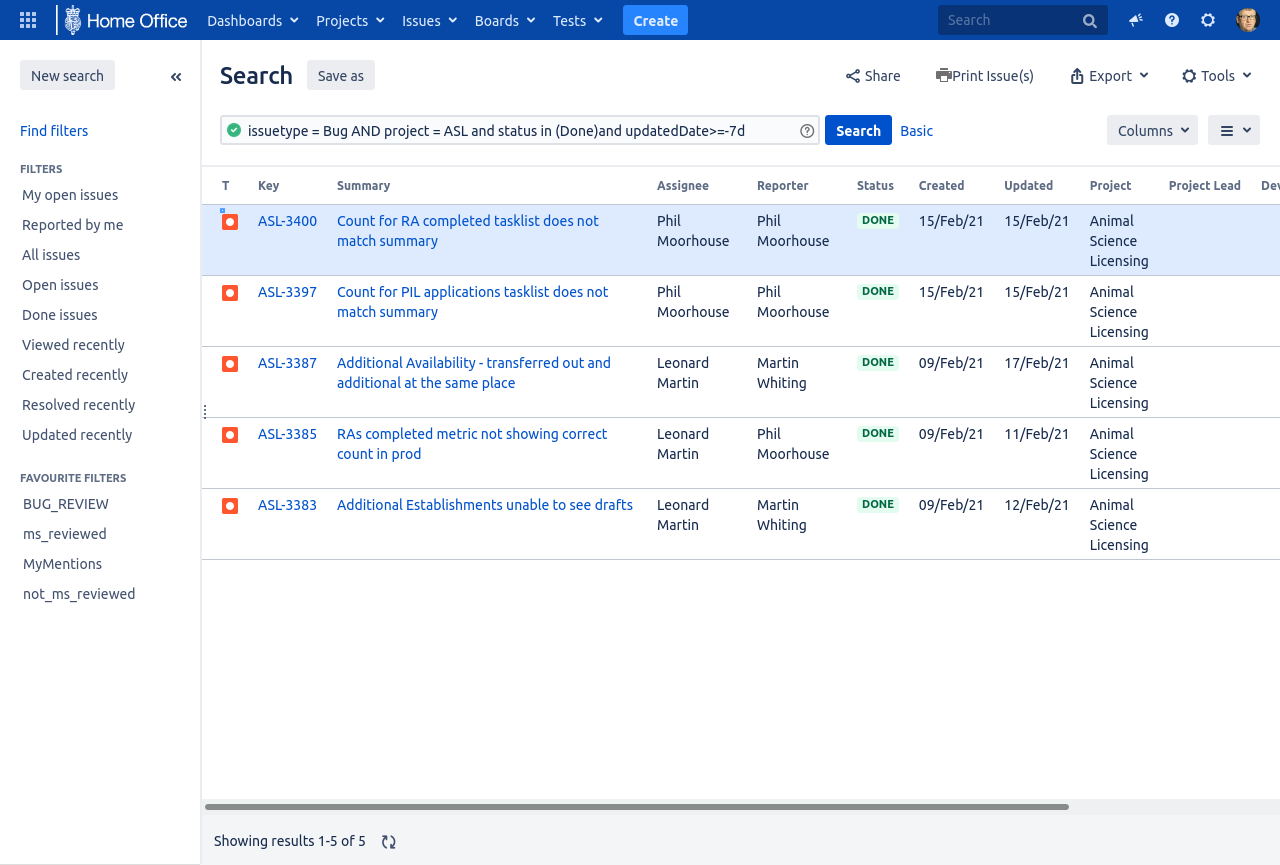 Home Office Dashboards Projects Issues Boards Tests Create Search
New search
Find filters
FILTERS
My open issues
Reported by me
All issues
Open issues
Done issues
Viewed recently
Created recently
Resolved recently
Updated recently
FAVOURITE FILTERS
BUG_REVIEW
ms_reviewed
MyMentions
not_ms_reviewed
Search Save as Share Print Issue(s) Export Tools
issuetype = Bug AND project = ASL and status in (Done)and updatedDate>=-7d Search Basic Columns
T Key Summary Assignee Reporter Status Created Updated Project Project Lead Dev
ASL-3400 Count for RA completed tasklist does not Phil Phil DONE 15/Feb/21 15/Feb/21 Animal
match summary Moorhouse Moorhouse Science
Licensing
ASL-3397 Count for PIL applications tasklist does not Phil Phil DONE 15/Feb/21 15/Feb/21 Animal
match summary Moorhouse Moorhouse Science
Licensing
ASL-3387 Additional Availability - transferred out and Leonard Martin DONE 09/Feb/21 17/Feb/21 Animal
additional at the same place Martin Whiting Science
Licensing
ASL-3385 RAs completed metric not showing correct Leonard Phil DONE 09/Feb/21 11/Feb/21 Animal
count in prod Martin Moorhouse Science
Licensing
ASL-3383 Additional Establishments unable to see drafts Leonard Martin DONE 09/Feb/21 12/Feb/21 Animal
Martin Whiting Science
Licensing
Showing results 1-5 of 5